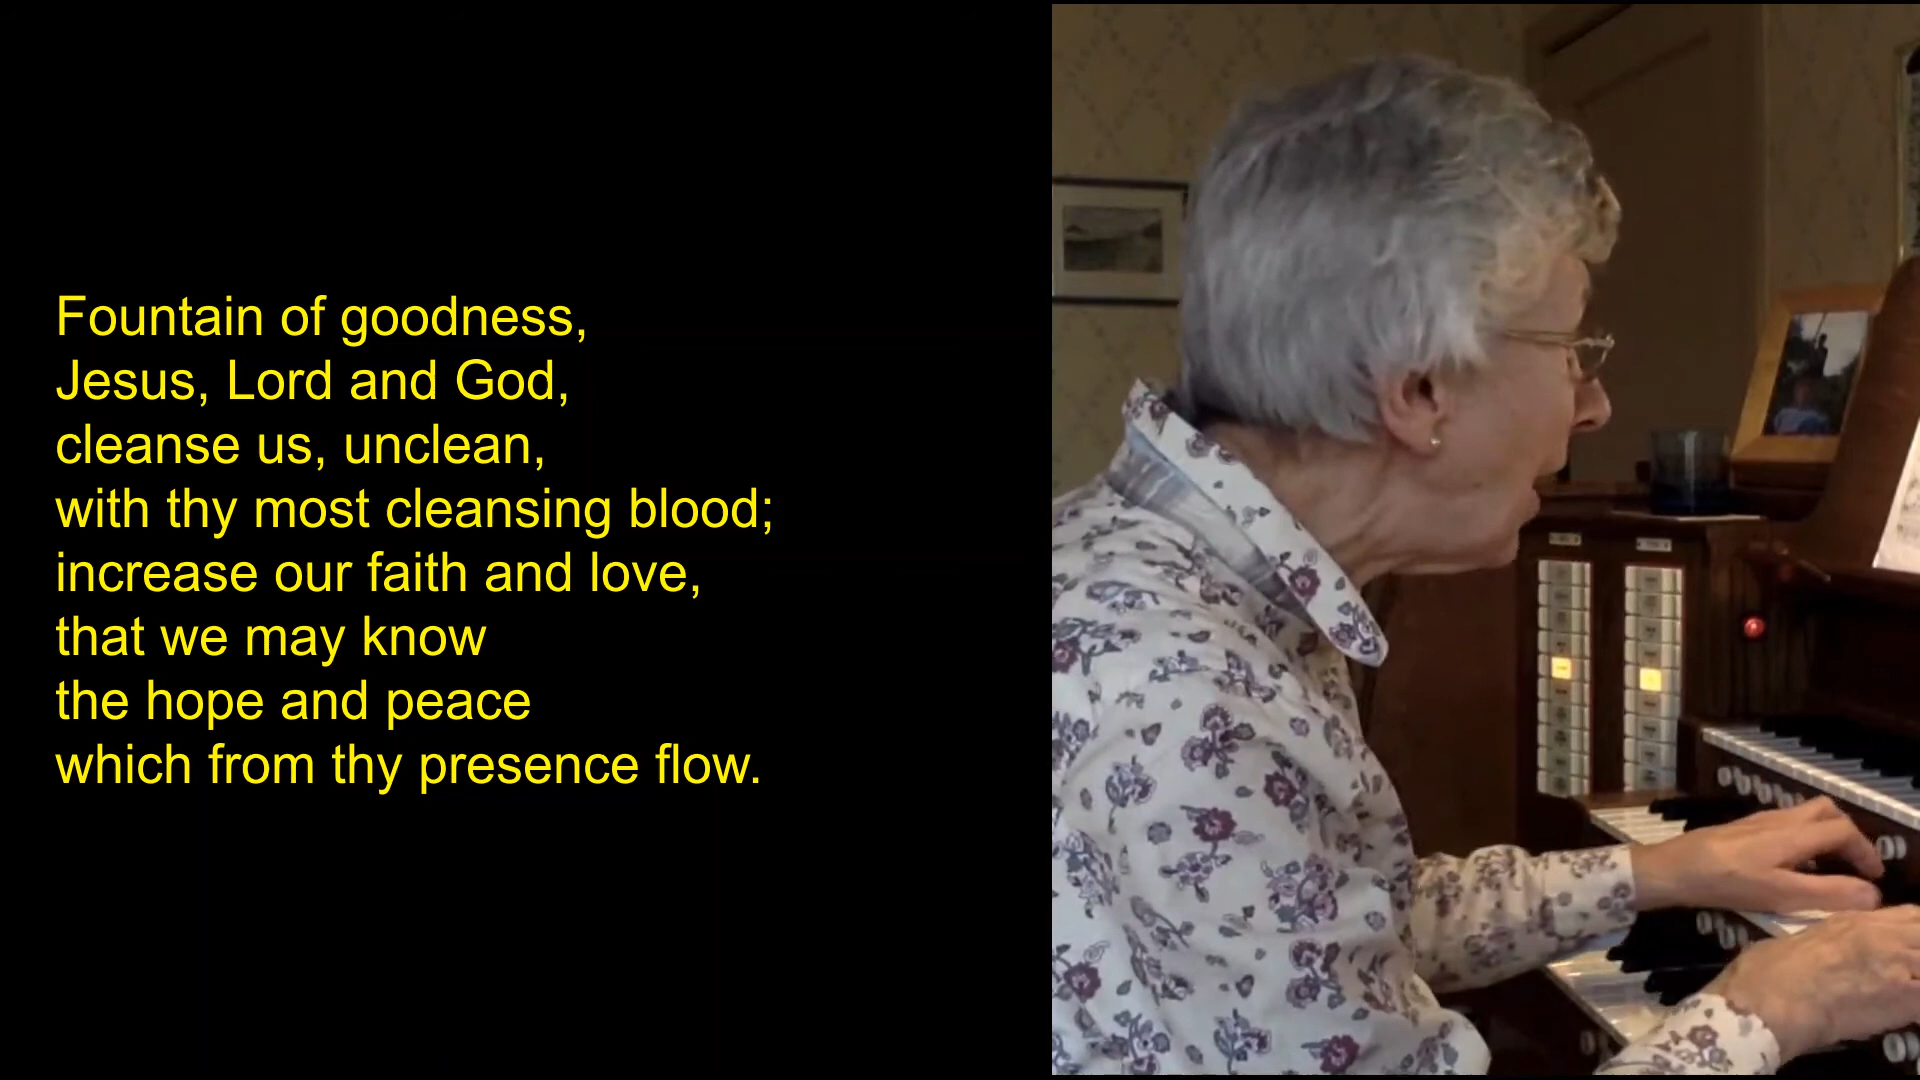 Fountain of goodness,
Jesus, Lord and God,
cleanse us, unclean,
with thy most cleansing blood;
increase our faith and love,
that we may know
the hope and peace
which from thy presence flow.